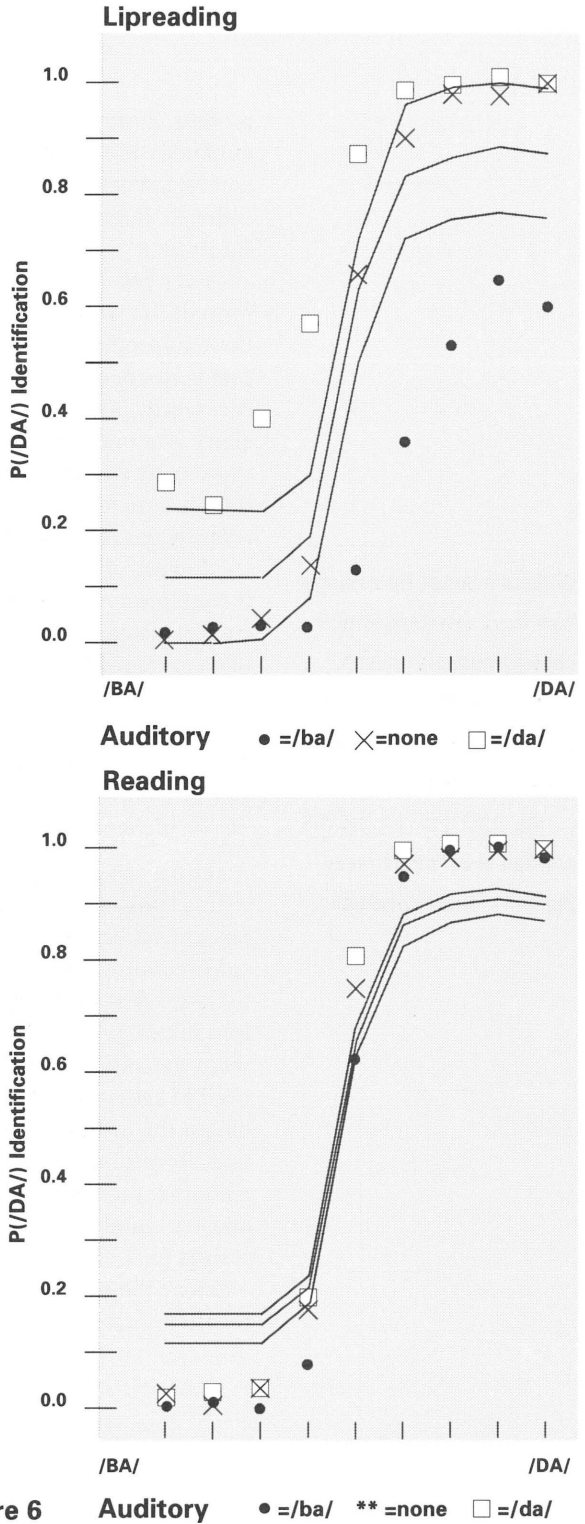 Lipreading
1.0
0.8
0.6
0.4
0.2
0.0
P(/DA/) Identification
/BA/ /DA/
Auditory ● =/ba/ ×=none □ =/da/
Reading
1.0
0.8
0.6
0.4
0.2
0.0
P(/DA/) Identification
/BA/ /DA/
re 6 Auditory ● =/ba/ ** =none □ =/da/